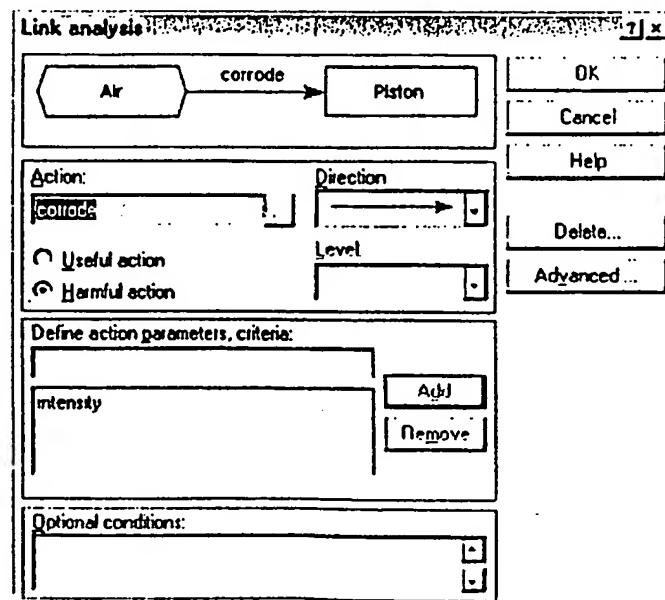 Link analysis ? ×
Air corrode Piston
OK
Cancel
Help
Delete...
Advanced...
Action:
corrode
Direction
Useful action
Harmful action
Level
Define action parameters, criteria:
intensity
Add
Remove
Optional conditions: